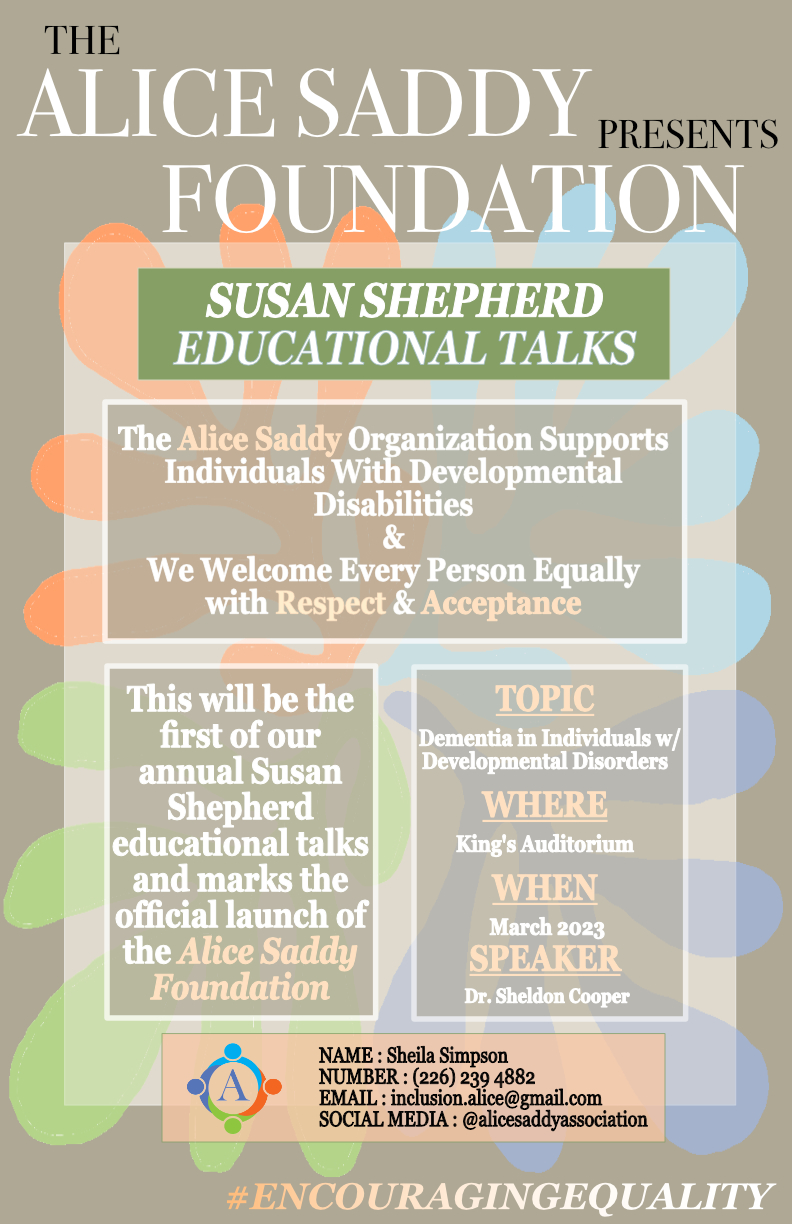 THE
ALICE SADDY
PRESENTS
FOUNDATION
SUSAN SHEPHERD
EDUCATIONAL TALKS
The Alice Saddy Organization Supports
Individuals With Developmental
Disabilities
&
We Welcome Every Person Equally
with Respect & Acceptance
This will be the
first of our
annual Susan
Shepherd
educational talks
and marks the
official launch of
the Alice Saddy
Foundation
TOPIC
Dementia in Individuals w/
Developmental Disorders
WHERE
King's Auditorium
WHEN
March 2023
SPEAKER
Dr. Sheldon Cooper
A
NAME : Sheila Simpson
NUMBER : (226) 239 4882
EMAIL : inclusion.alice@gmail.com
SOCIAL MEDIA : @alicesaddyassociation
#ENCOURAGINGEQUALITY